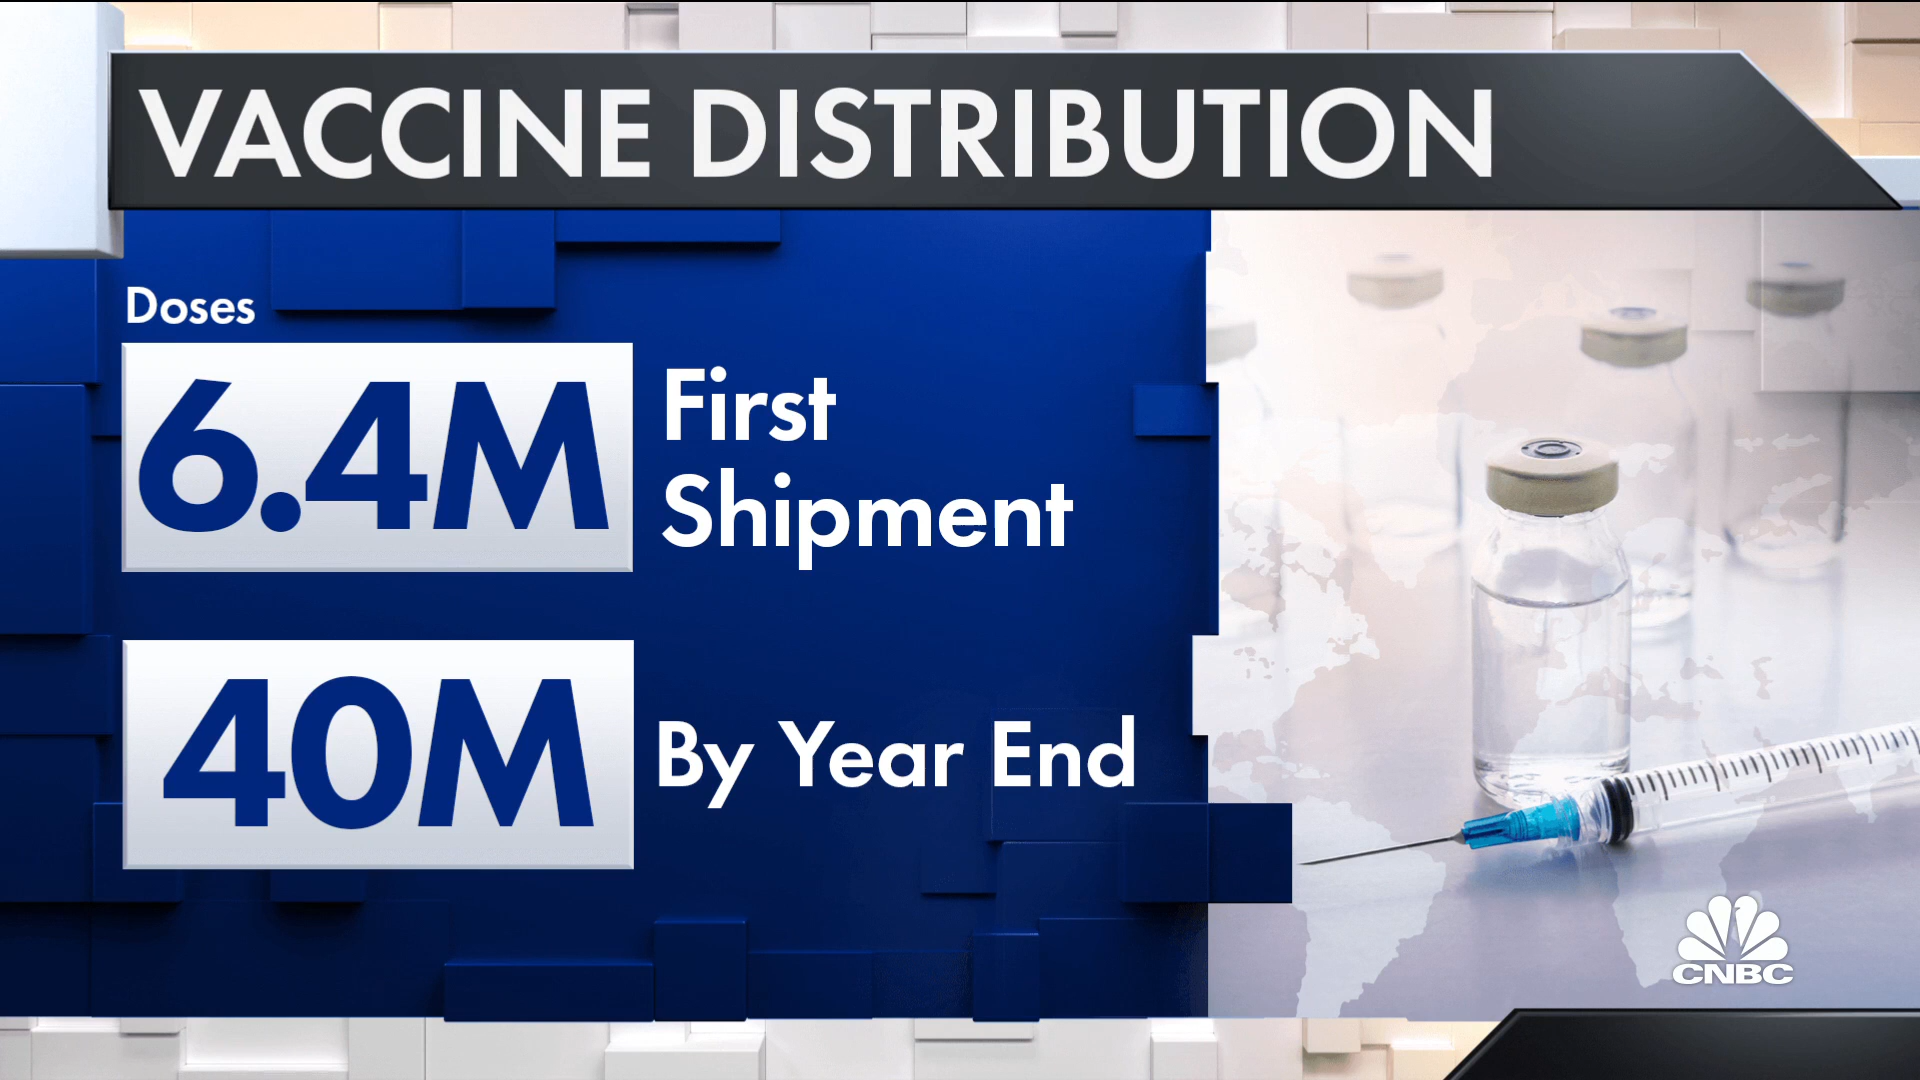 VACCINE DISTRIBUTION
Doses
6.4M
First
Shipment
40M
By Year End
CNBC